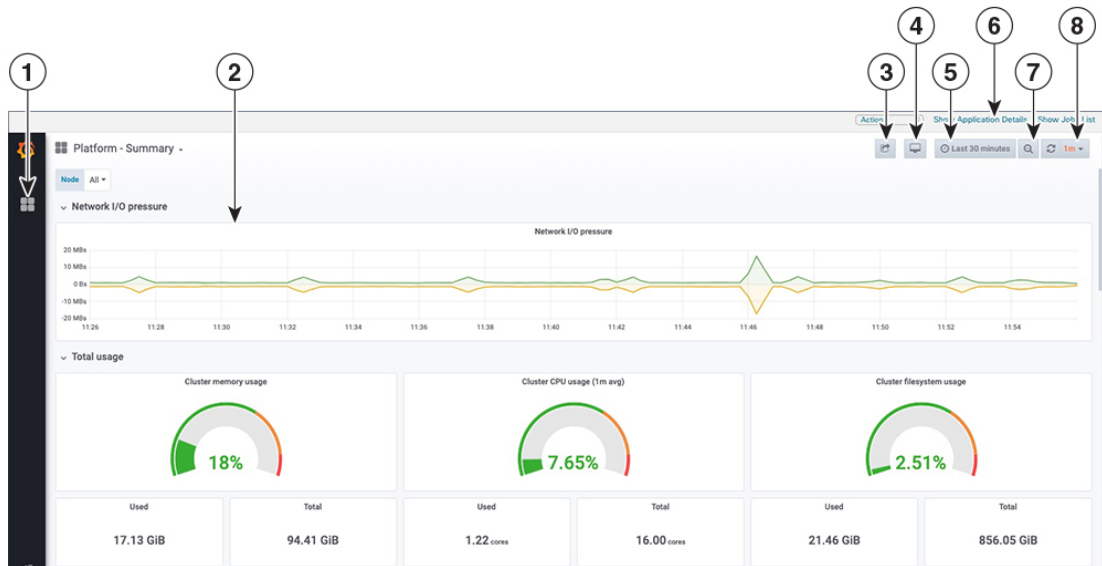 4 6 8
1 2 3 5 7
Action Show Application Details Show Job List
Platform - Summary
Last 30 minutes 1m
Node All
Network I/O pressure
Network I/O pressure
20 MBs
10 MBs
0 Bs
-10 MBs
-20 MBs
11:26 11:28 11:30 11:32 11:34 11:36 11:38 11:40 11:42 11:44 11:46 11:48 11:50 11:52 11:54
Total usage
Cluster memory usage Cluster CPU usage (1m avg) Cluster filesystem usage
18% 7.65% 2.51%
Used Total Used Total Used Total
17.13 GiB 94.41 GiB 1.22 cores 16.00 cores 21.46 GiB 856.05 GiB